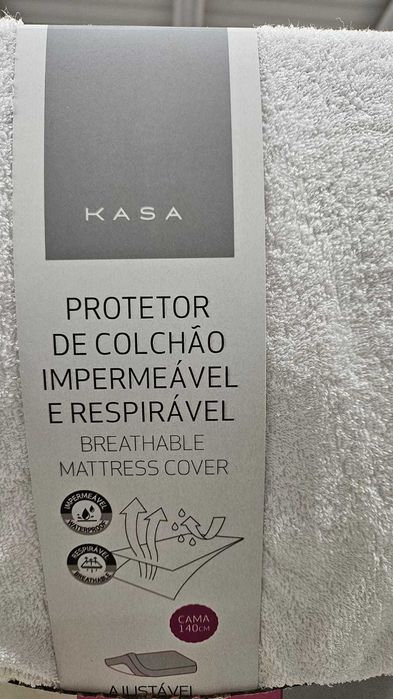 KASA
PROTETOR
DE COLCHÃO
IMPERMEÁVEL
E RESPIRÁVEL
BREATHABLE
MATTRESS COVER
IMPERMEÁVEL
WATERPROOF
RESPIRÁVEL
BREATHABLE
CAMA
140CM
AJUSTÁVEL